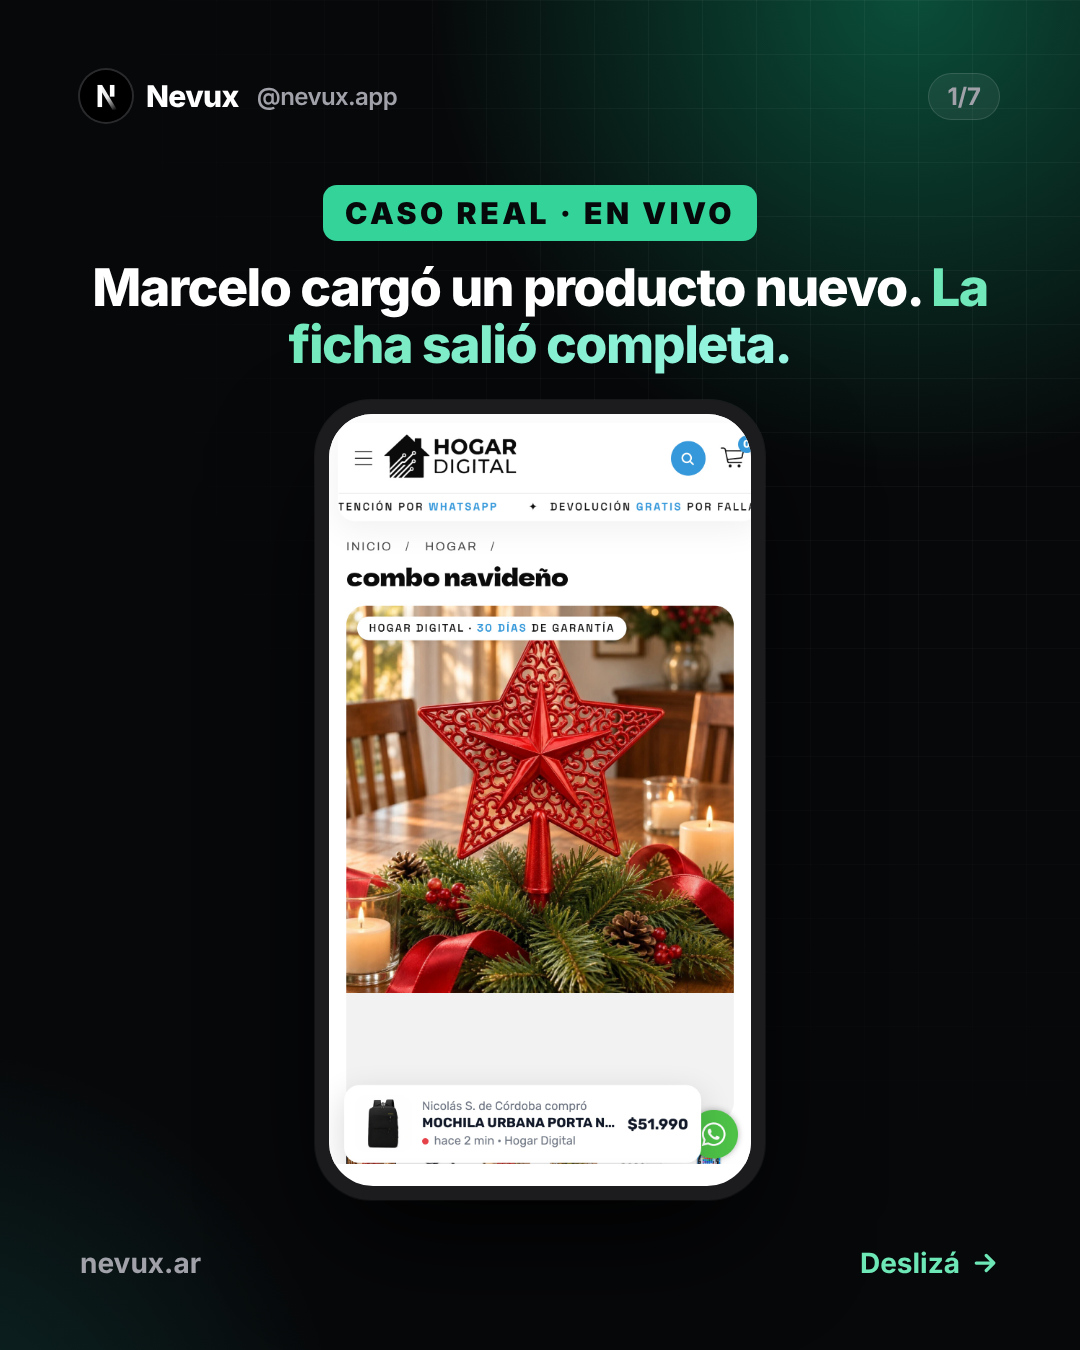 N Nevux @nevux.app
1/7
CASO REAL · EN VIVO
Marcelo cargó un producto nuevo. La
ficha salió completa.
HOGAR
DIGITAL
TENCIÓN POR WHATSAPP ✦ DEVOLUCIÓN GRATIS POR FALLA
INICIO / HOGAR /
combo navideño
HOGAR DIGITAL · 30 DÍAS DE GARANTÍA
Nicolás S. de Córdoba compró
MOCHILA URBANA PORTA N... $51.990
hace 2 min • Hogar Digital
nevux.ar
Deslizá →